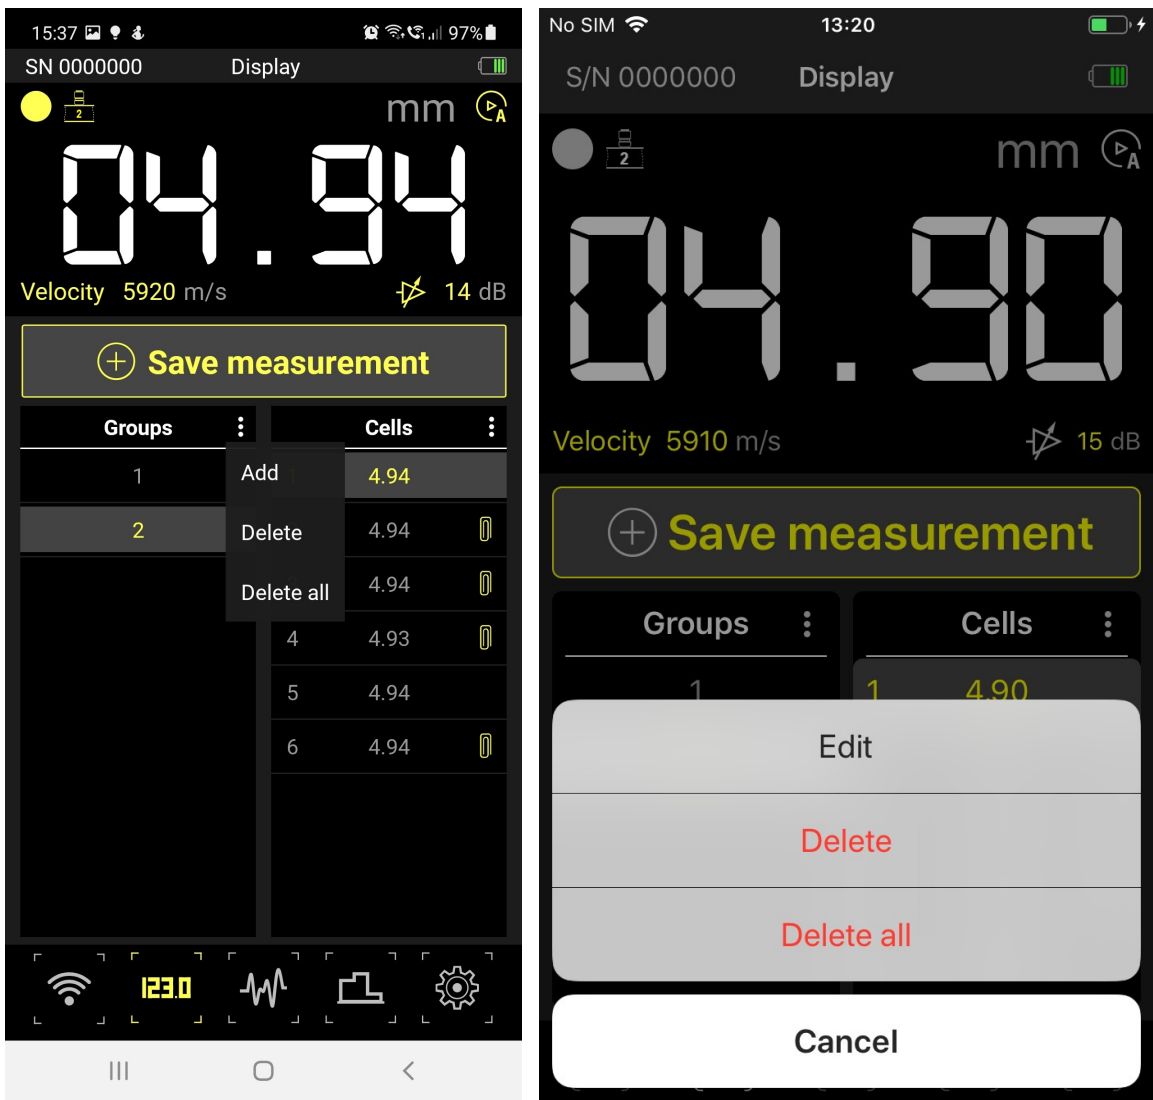 15:37 97%
SN 0000000 Display
2 mm A
04.94
Velocity 5920 m/s 14 dB
Save measurement
Groups Cells
1 Add 4.94
2 Delete 4.94
Delete all 4.94
4 4.93
5 4.94
6 4.94
123.0
No SIM 13:20
S/N 0000000 Display
2 mm A
04.90
Velocity 5910 m/s 15 dB
Save measurement
Groups Cells
1 1 4.90
Edit
Delete
Delete all
Cancel